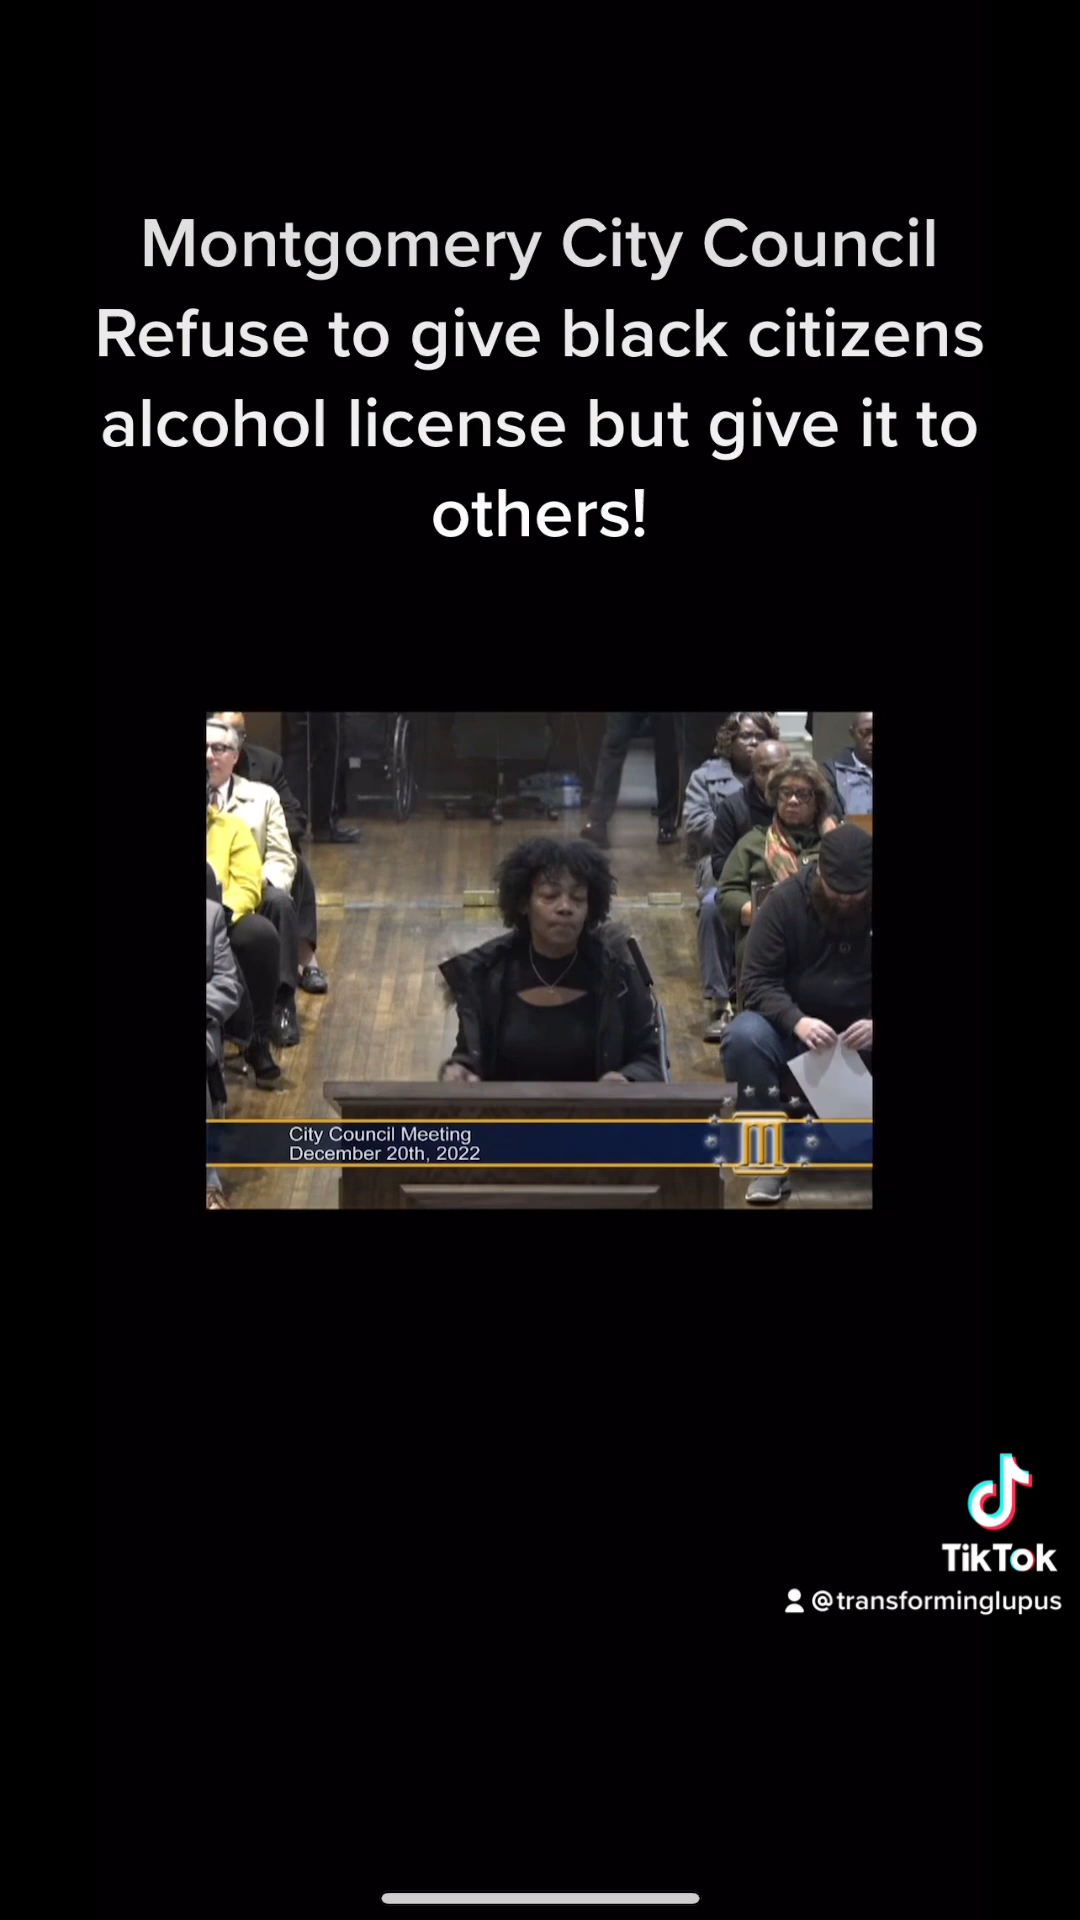 Montgomery City Council
Refuse to give black citizens
alcohol license but give it to
others!
City Council Meeting
December 20th, 2022
M
TikTok
@transforminglupus